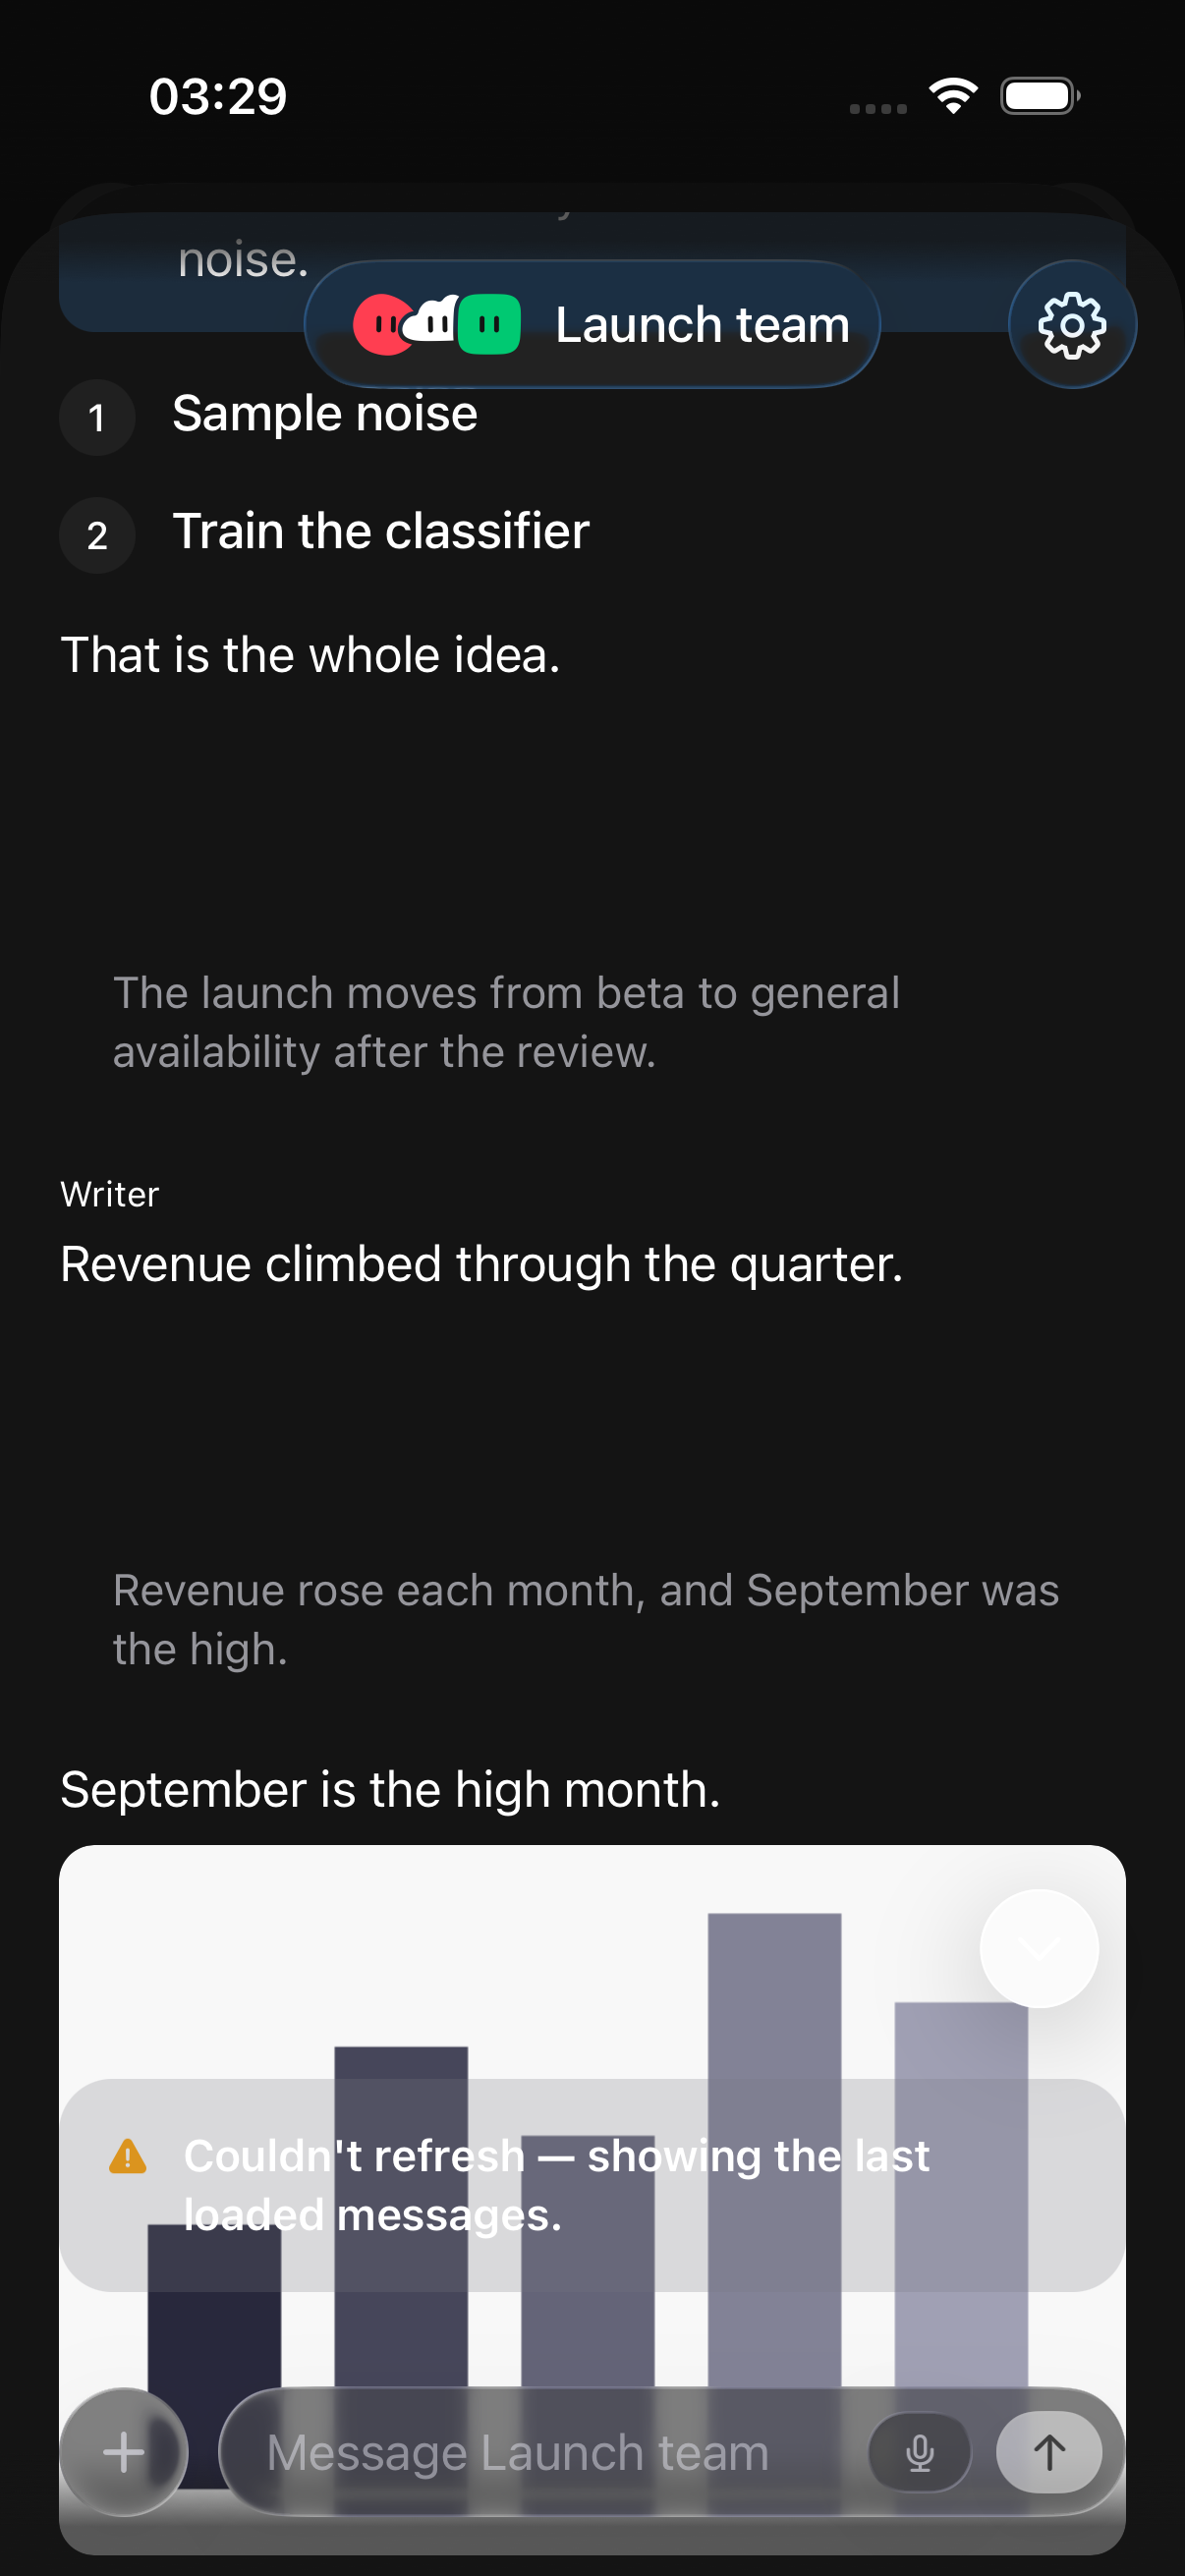 03:29
noise.
Launch team
1 Sample noise
2 Train the classifier
That is the whole idea.
The launch moves from beta to general
availability after the review.
Writer
Revenue climbed through the quarter.
Revenue rose each month, and September was
the high.
September is the high month.
Couldn't refresh — showing the last
loaded messages.
Message Launch team